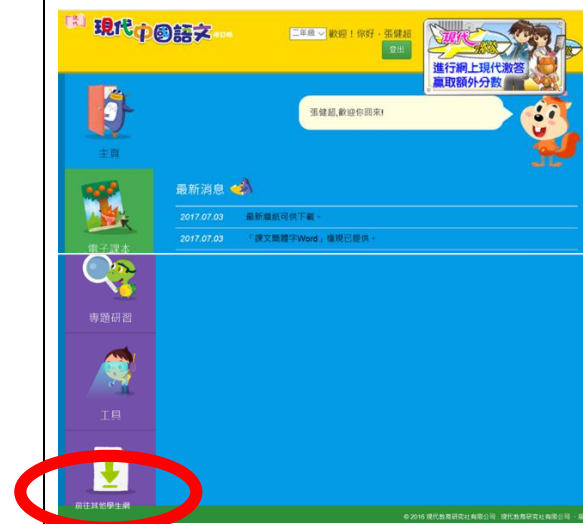 現代
現代中國語文
二年級 歡迎！你好，張健超
登出
現代激答
進行網上現代激答
贏取額外分數
張健超,歡迎你回來!
主頁
最新消息
2017.07.03 最新牆紙可供下載。
2017.07.03 「課文簡體字Word」檔現已提供。
電子課本
專題研習
工具
前往其他學生網
© 2016 現代教育研究社有限公司
現代教育研究社有限公司